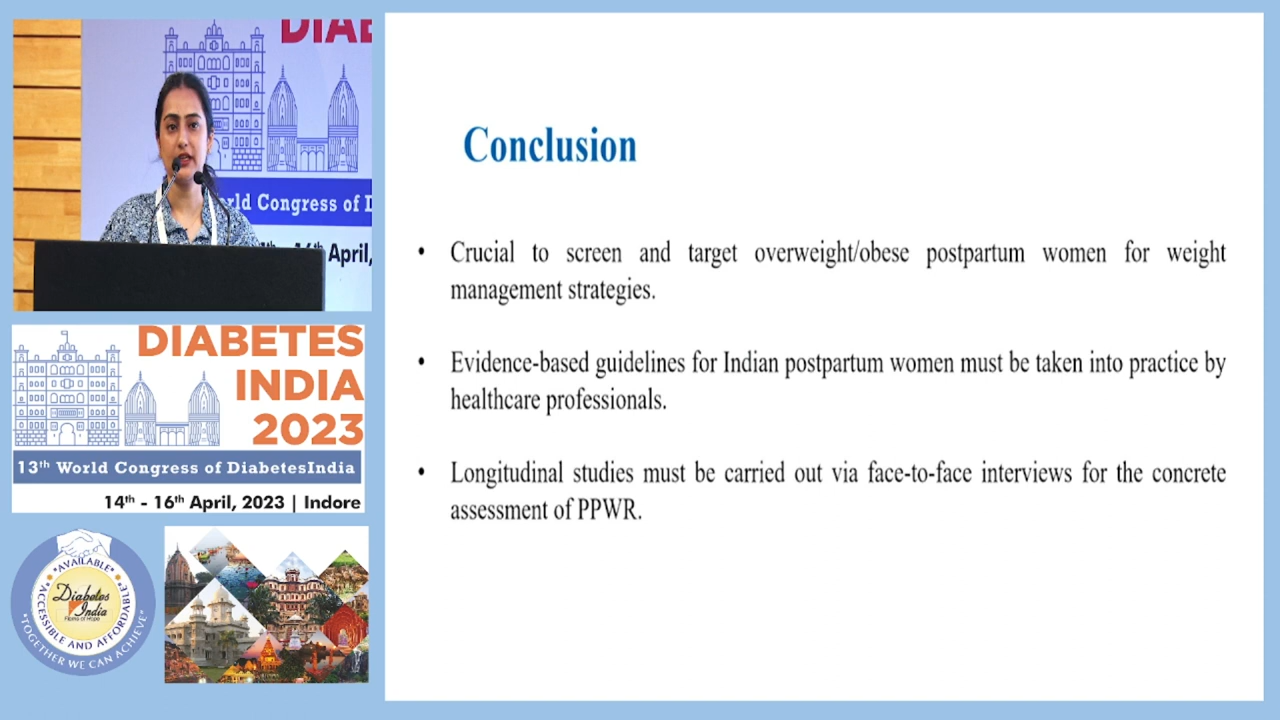 DIAB
rld Congress of D
16th April,
DIABETES
INDIA
2023
13th World Congress of DiabetesIndia
14th - 16th April, 2023 | Indore
"AVAILABLE"
"ACCESSIBLE AND AFFORDABLE"
"TOGETHER WE CAN ACHIEVE"
Diabetes
India
Conclusion
• Crucial to screen and target overweight/obese postpartum women for weight
management strategies.
• Evidence-based guidelines for Indian postpartum women must be taken into practice by
healthcare professionals.
• Longitudinal studies must be carried out via face-to-face interviews for the concrete
assessment of PPWR.